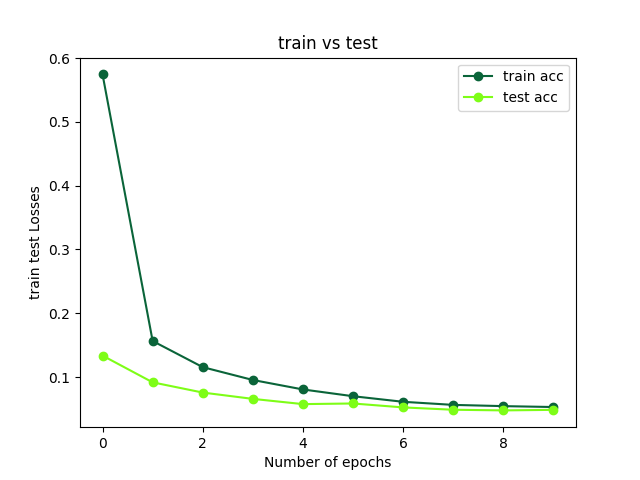 train vs test
train acc
test acc
0.6
0.5
0.4
0.3
0.2
0.1
train test Losses
0
2
4
6
8
Number of epochs